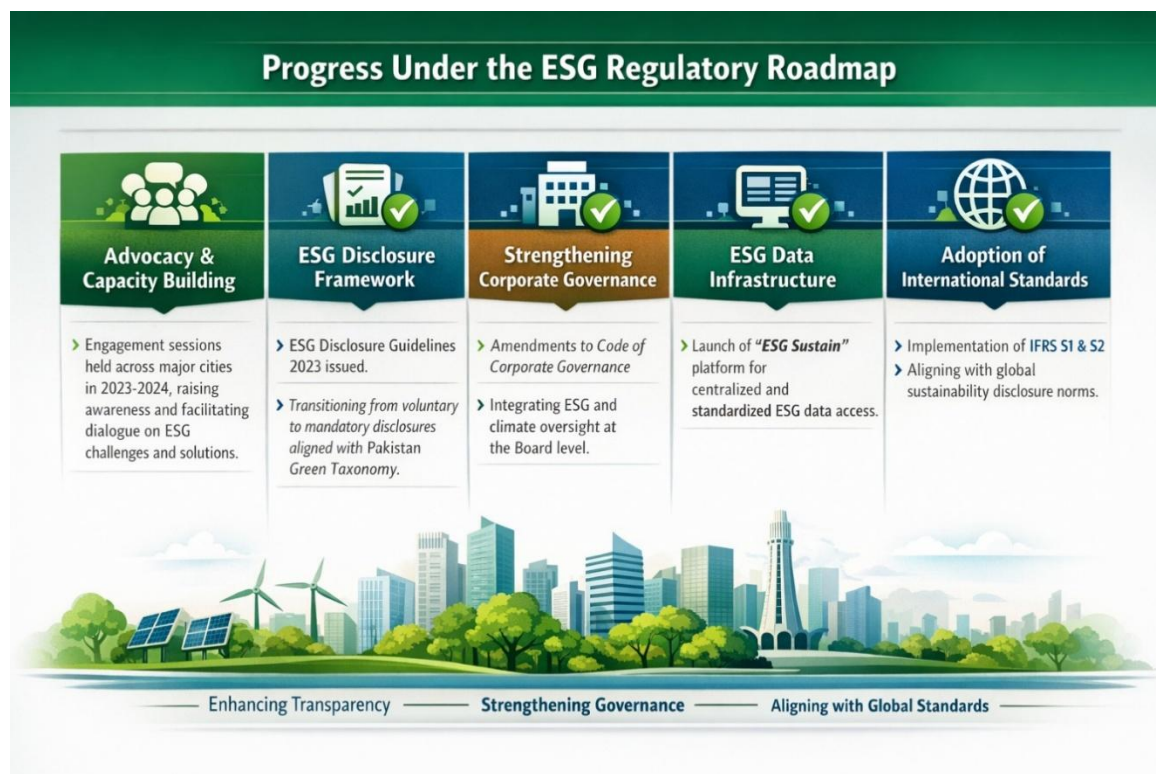 Progress Under the ESG Regulatory Roadmap
Advocacy &
Capacity Building
Engagement sessions
held across major cities
in 2023-2024, raising
awareness and facilitating
dialogue on ESG
challenges and solutions.
ESG Disclosure
Framework
ESG Disclosure Guidelines
2023 issued.
Transitioning from voluntary
to mandatory disclosures
aligned with Pakistan
Green Taxonomy.
Strengthening
Corporate Governance
Amendments to Code of
Corporate Governance
Integrating ESG and
climate oversight at
the Board level.
ESG Data
Infrastructure
Launch of "ESG Sustain"
platform for
centralized and
standardized ESG data access.
Adoption of
International Standards
Implementation of IFRS S1 & S2
Aligning with global
sustainability disclosure norms.
Enhancing Transparency
Strengthening Governance
Aligning with Global Standards